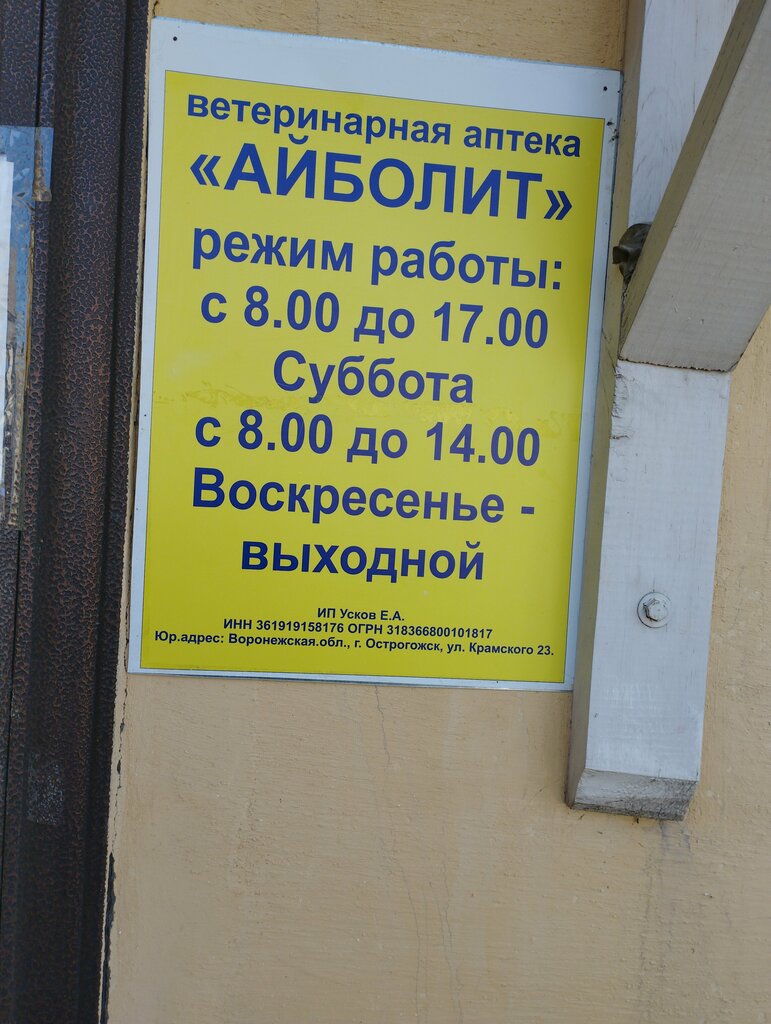 ветеринарная аптека
«АЙБОЛИТ»
режим работы:
с 8.00 до 17.00
Суббота
с 8.00 до 14.00
Воскресенье -
выходной
ИП Усков Е.А.
ИНН 361919158176 ОГРН 318366800101817
Юр.адрес: Воронежская.обл., г. Острогожск, ул. Крамского 23.